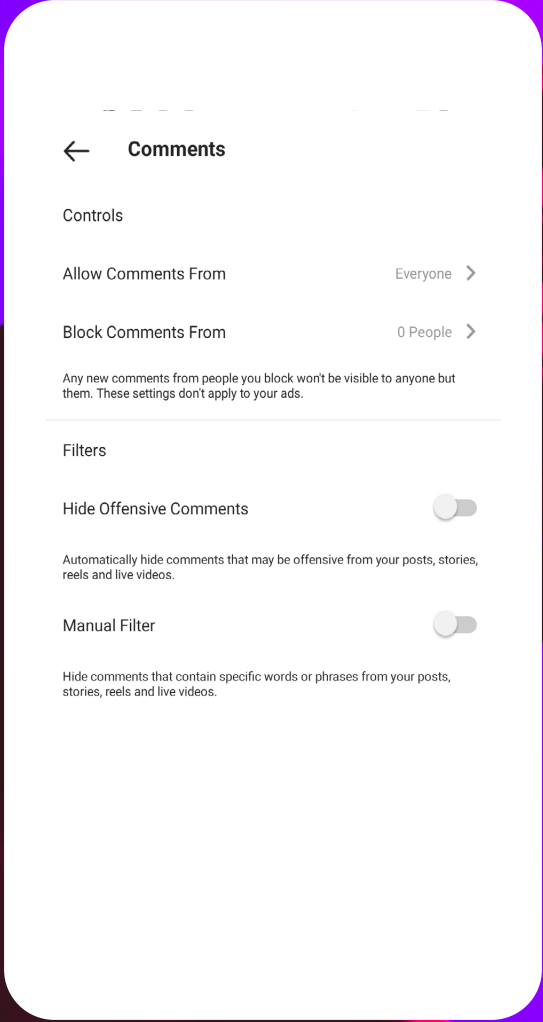 Comments
Controls
Allow Comments From Everyone
Block Comments From 0 People
Any new comments from people you block won't be visible to anyone but
them. These settings don't apply to your ads.
Filters
Hide Offensive Comments
Automatically hide comments that may be offensive from your posts, stories,
reels and live videos.
Manual Filter
Hide comments that contain specific words or phrases from your posts,
stories, reels and live videos.